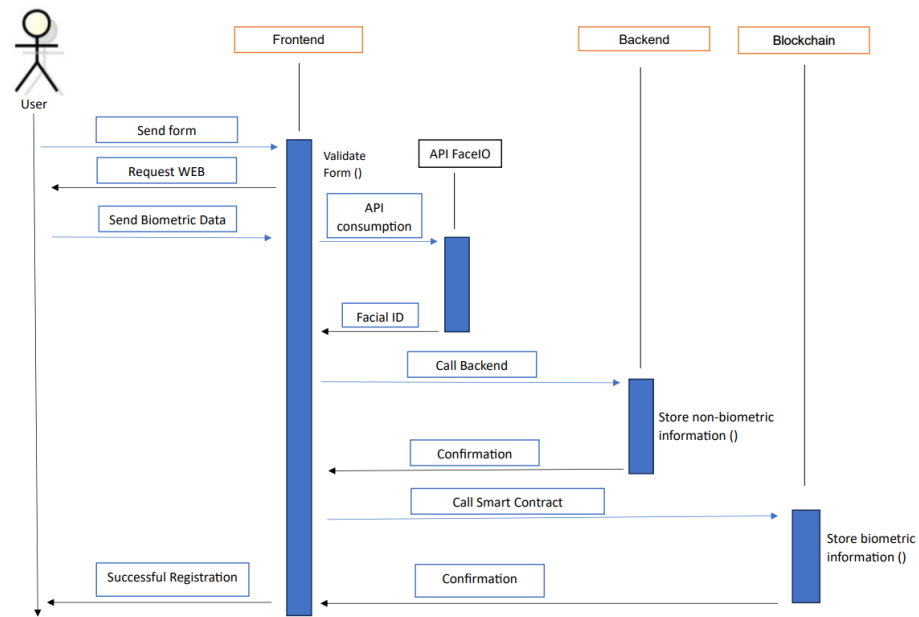 Frontend
Backend
Blockchain
User
Send form
Validate
Form ()
API FaceIO
Request WEB
API
consumption
Send Biometric Data
Facial ID
Call Backend
Store non-biometric
information ()
Confirmation
Call Smart Contract
Store biometric
information ()
Successful Registration
Confirmation